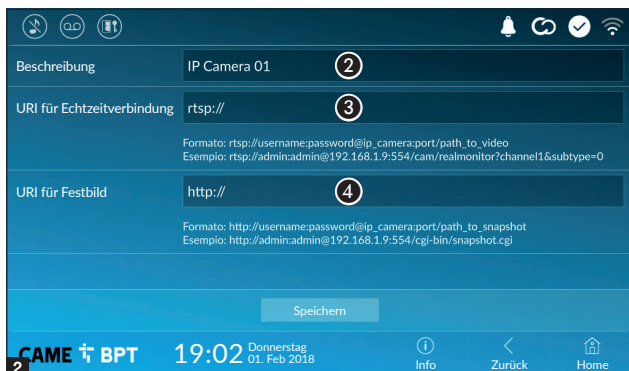 Beschreibung IP Camera 01 2
URI für Echtzeitverbindung rtsp:// 3
Formato: rtsp://username:password@ip_camera:port/path_to_video
Esempio: rtsp://admin:admin@192.168.1.9:554/cam/realmonitor?channel1&subtype=0
URI für Festbild http:// 4
Formato: http://username:password@ip_camera:port/path_to_snapshot
Esempio: http://admin:admin@192.168.1.9:554/cgi-bin/snapshot.cgi
Speichern
CAME BPT 19:02 Donnerstag
01. Feb 2018
Info Zurück Home
2